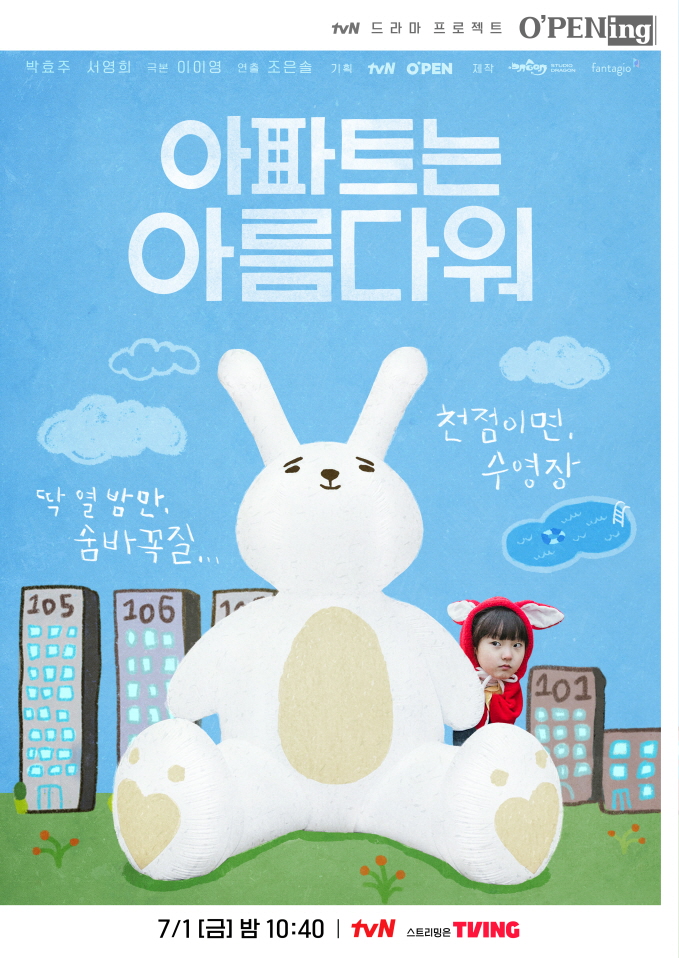 tvN 드라마 프로젝트 O'PENing
박효주 서영희 극본 이이영 연출 조은솔 기획 tvN O'PEN 제작 STUDIO DRAGON fantagio
아파트는
아름다워
천점이면,
수영장
딱 열 밤만,
숨바꼭질...
105
106
101
7/1 [금] 밤 10:40 | tvN 스트리밍은 TVING